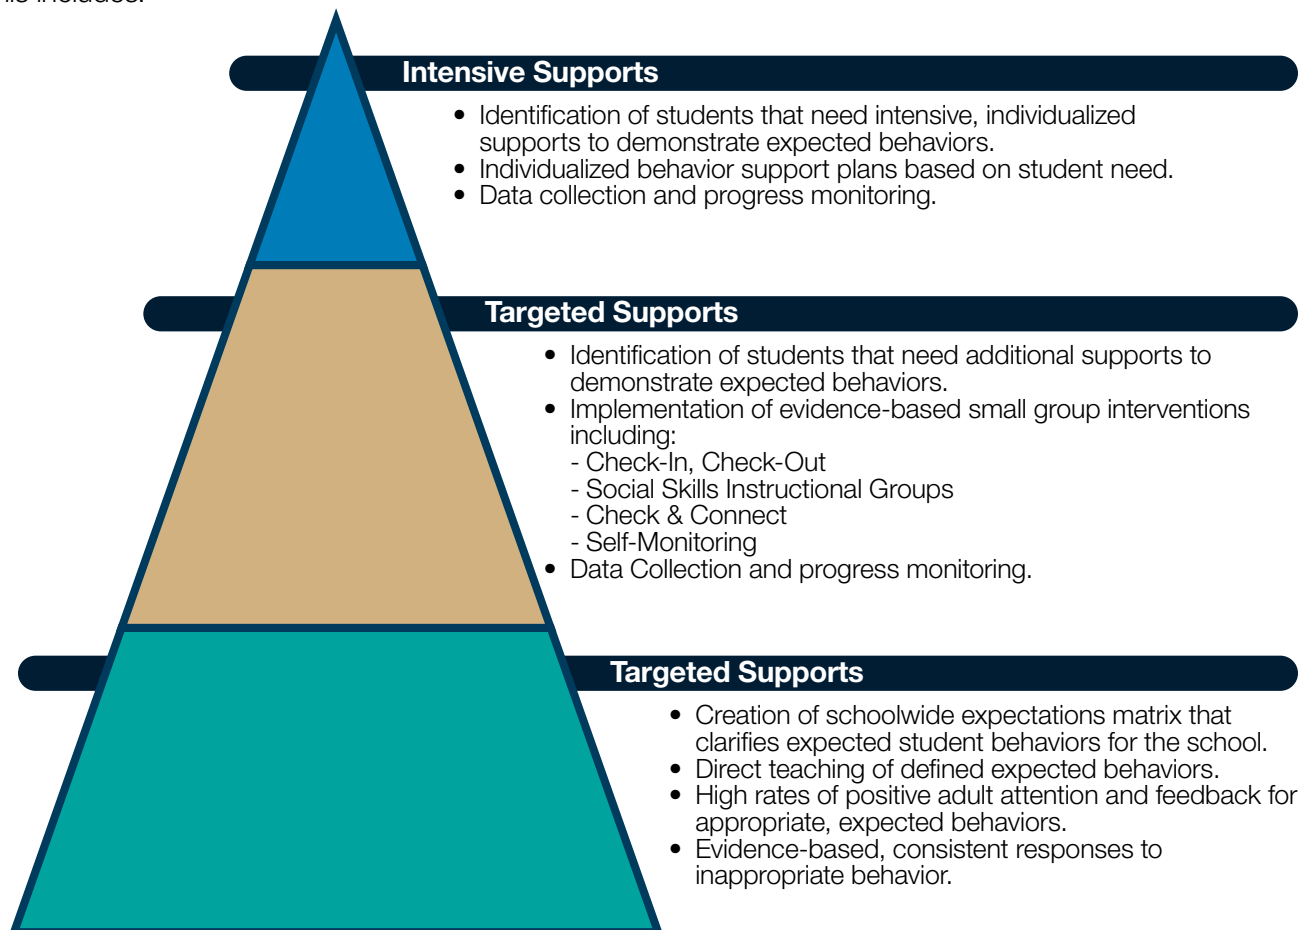 Intensive Supports
• Identification of students that need intensive, individualized
supports to demonstrate expected behaviors.
• Individualized behavior support plans based on student need.
• Data collection and progress monitoring.
Targeted Supports
• Identification of students that need additional supports to
demonstrate expected behaviors.
• Implementation of evidence-based small group interventions
including:
- Check-In, Check-Out
- Social Skills Instructional Groups
- Check & Connect
- Self-Monitoring
• Data Collection and progress monitoring.
Targeted Supports
• Creation of schoolwide expectations matrix that
clarifies expected student behaviors for the school.
• Direct teaching of defined expected behaviors.
• High rates of positive adult attention and feedback for
appropriate, expected behaviors.
• Evidence-based, consistent responses to
inappropriate behavior.